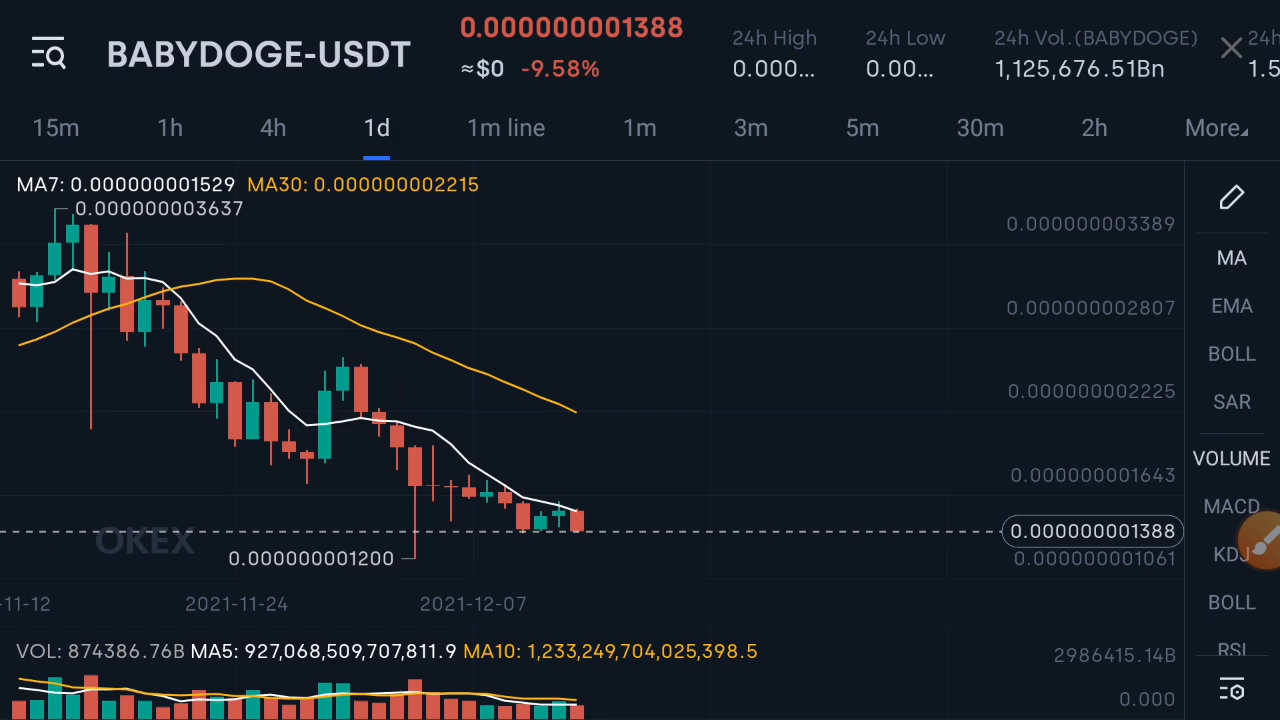 BABYDOGE-USDT
0.000000001388
≈$0 -9.58%
24h High
0.000...
24h Low
0.00...
24h Vol.(BABYDOGE)
1,125,676.51Bn
24h
1.5
15m 1h 4h 1d 1m line 1m 3m 5m 30m 2h More
MA7: 0.000000001529 MA30: 0.000000002215
0.000000003637
0.000000003389
0.000000002807
0.000000002225
0.000000001643
0.000000001388
0.000000001061
OKEX
0.000000001200
-11-12 2021-11-24 2021-12-07
VOL: 874386.76B MA5: 927,068,509,707,811.9 MA10: 1,233,249,704,025,398.5
2986415.14B
0.000
MA
EMA
BOLL
SAR
VOLUME
MACD
KDJ
BOLL
RSI